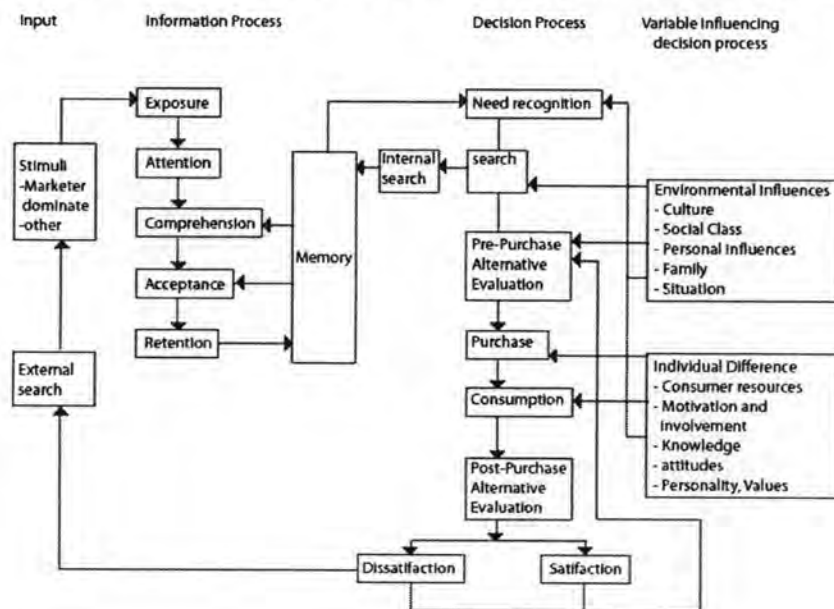 Input
Information Process
Decision Process
Variable Influencing
decision process
Exposure
Attention
Comprehension
Acceptance
Retention
Stimuli
-Marketer
dominate
-other
External
search
Memory
Internal
search
Need recognition
search
Pre-Purchase
Alternative
Evaluation
Purchase
Consumption
Post-Purchase
Alternative
Evaluation
Dissatifaction
Satifaction
Environmental Influences
- Culture
- Social Class
- Personal Influences
- Family
- Situation
Individual Difference
- Consumer resources
- Motivation and
involvement
- Knowledge
- attitudes
- Personality, Values